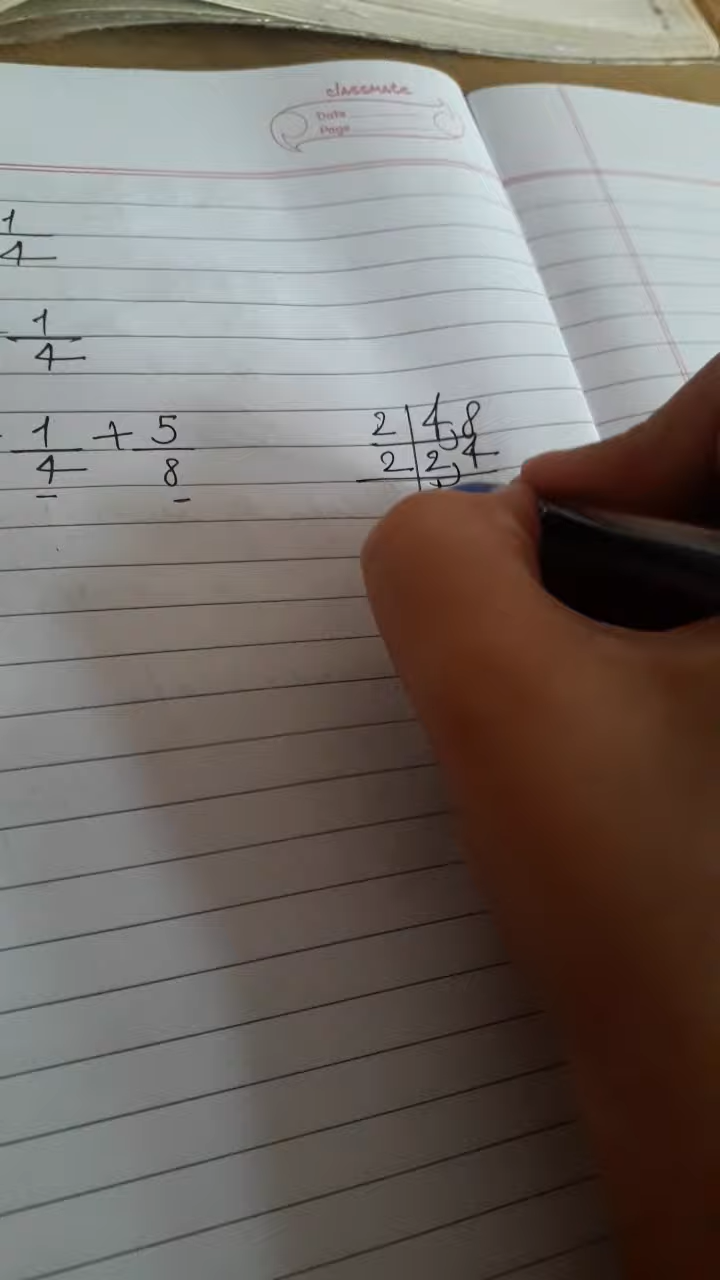 classmate
Date
Page
1
4
- 1
4
- 1 + 5
4 8
2 | 4, 8
2 | 2, 4